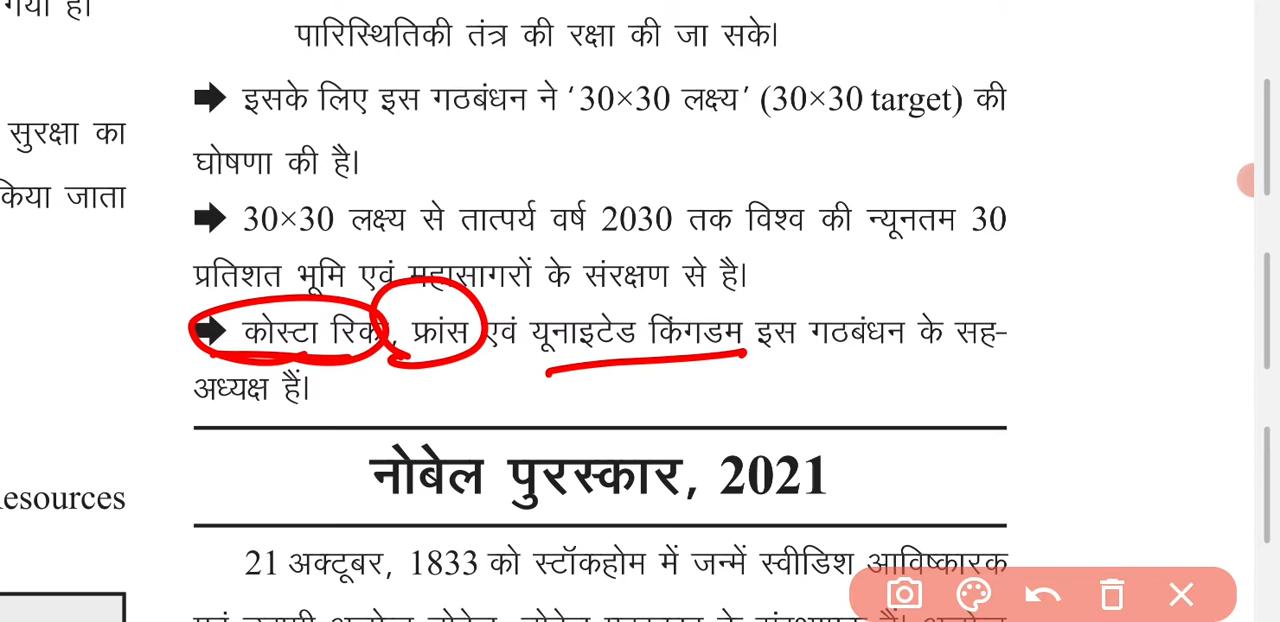 गया है।
सुरक्षा का
किया जाता
esources
पारिस्थितिकी तंत्र की रक्षा की जा सके।
➡ इसके लिए इस गठबंधन ने ‘30×30 लक्ष्य’ (30×30 target) की
घोषणा की है।
➡ 30×30 लक्ष्य से तात्पर्य वर्ष 2030 तक विश्व की न्यूनतम 30
प्रतिशत भूमि एवं महासागरों के संरक्षण से है।
➡ कोस्टा रिका, फ्रांस एवं यूनाइटेड किंगडम इस गठबंधन के सह-
अध्यक्ष हैं।
नोबेल पुरस्कार, 2021
21 अक्टूबर, 1833 को स्टॉकहोम में जन्में स्वीडिश आविष्कारक